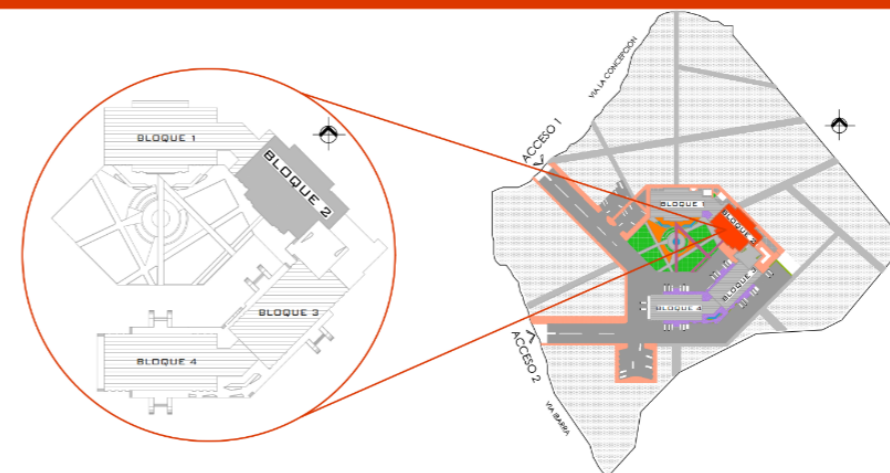 BLOQUE 1
BLOQUE 2
BLOQUE 3
BLOQUE 4
VIA LA CONCEPCIÓN
ACCESO 1
BLOQUE 1
BLOQUE 2
BLOQUE 3
BLOQUE 4
ACCESO 2
VIA IBARRA